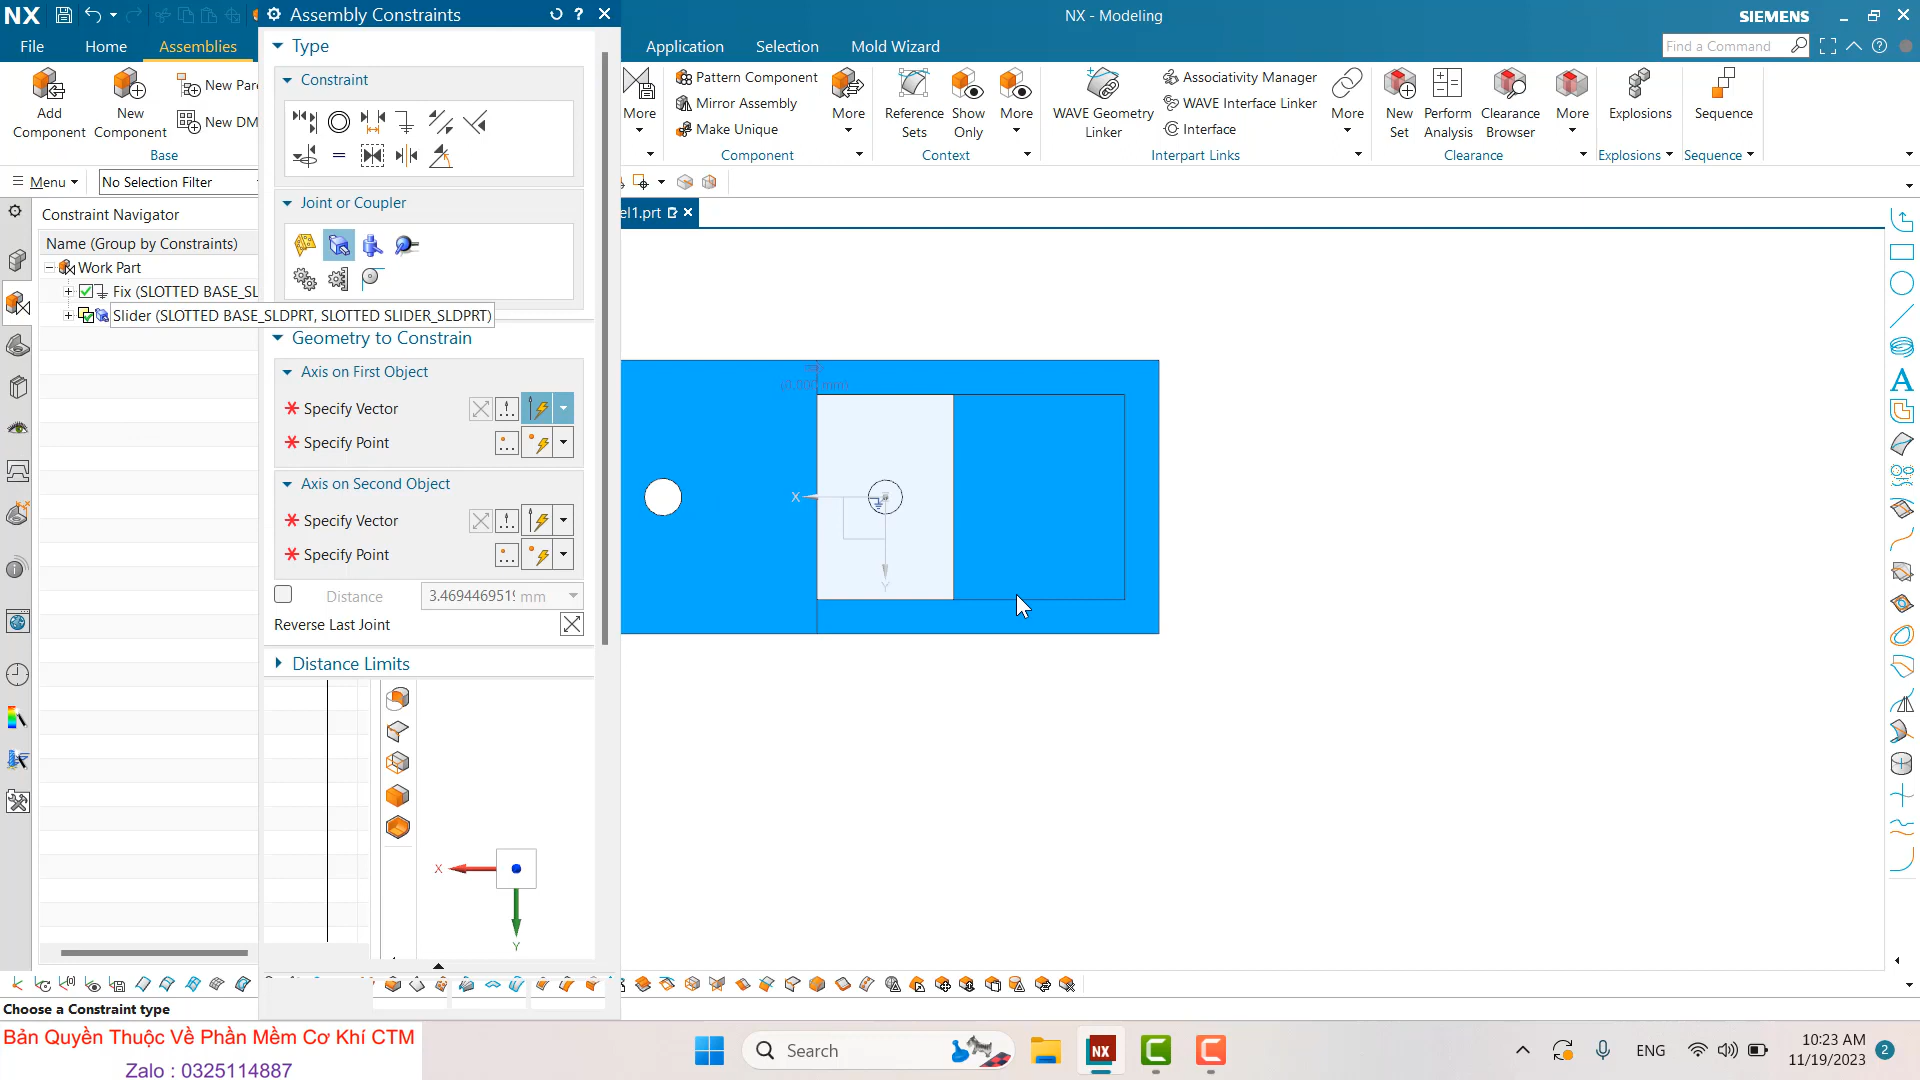 NX
Assembly Constraints
NX - Modeling
SIEMENS
File
Home
Assemblies
Application
Selection
Mold Wizard
Find a Command
Type
Constraint
Add
Component
New
Component
New Pare
New DM
Base
More
Pattern Component
Mirror Assembly
Make Unique
More
Component
Reference
Sets
Show
Only
More
Context
WAVE Geometry
Linker
Associativity Manager
WAVE Interface Linker
Interface
More
Interpart Links
New
Set
Perform
Analysis
Clearance
Browser
More
Clearance
Explosions
Explosions
Sequence
Sequence
Menu
No Selection Filter
Joint or Coupler
el1.prt
Constraint Navigator
Name (Group by Constraints)
Work Part
Fix (SLOTTED BASE_SL
Slider (SLOTTED BASE_SLDPRT, SLOTTED SLIDER_SLDPRT)
Geometry to Constrain
Axis on First Object
Specify Vector
Specify Point
Axis on Second Object
Specify Vector
Specify Point
Distance
3.469446951
mm
Reverse Last Joint
Distance Limits
X
Y
X
Y
Choose a Constraint type
Bản Quyền Thuộc Về Phần Mềm Cơ Khí CTM
Zalo : 0325114887
Search
NX
ENG
10:23 AM
11/19/2023
2